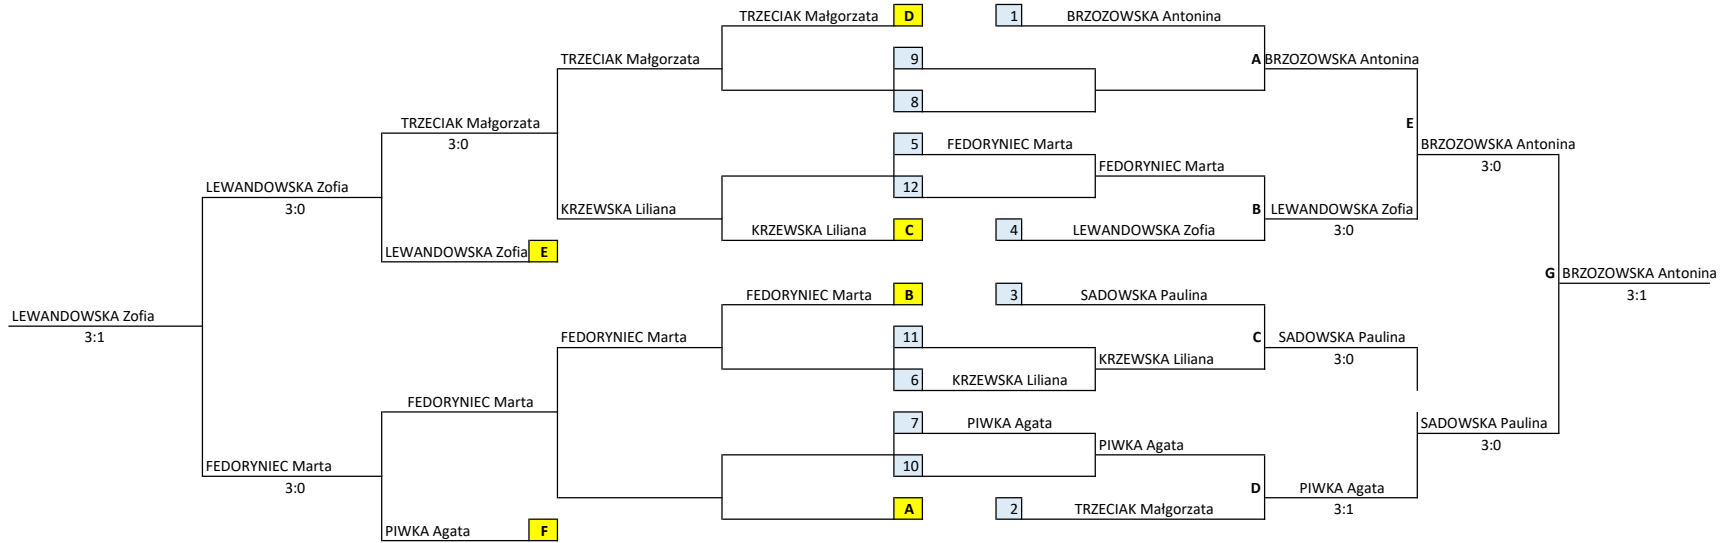 TRZECIAK Małgorzata D 1 BRZOZOWSKA Antonina
TRZECIAK Małgorzata 9 A BRZOZOWSKA Antonina
8
TRZECIAK Małgorzata E
3:0 5 FEDORYNIEC Marta BRZOZOWSKA Antonina
FEDORYNIEC Marta 3:0
LEWANDOWSKA Zofia 12
3:0 KRZEWSKA Liliana B LEWANDOWSKA Zofia
KRZEWSKA Liliana C 4 LEWANDOWSKA Zofia 3:0
LEWANDOWSKA Zofia E
G BRZOZOWSKA Antonina
FEDORYNIEC Marta B 3 SADOWSKA Paulina 3:1
LEWANDOWSKA Zofia
3:1 FEDORYNIEC Marta 11 C SADOWSKA Paulina
KRZEWSKA Liliana 3:0
6 KRZEWSKA Liliana
FEDORYNIEC Marta
7 PIWKA Agata SADOWSKA Paulina
PIWKA Agata 3:0
FEDORYNIEC Marta 10
3:0 D PIWKA Agata
A 2 TRZECIAK Małgorzata 3:1
PIWKA Agata F